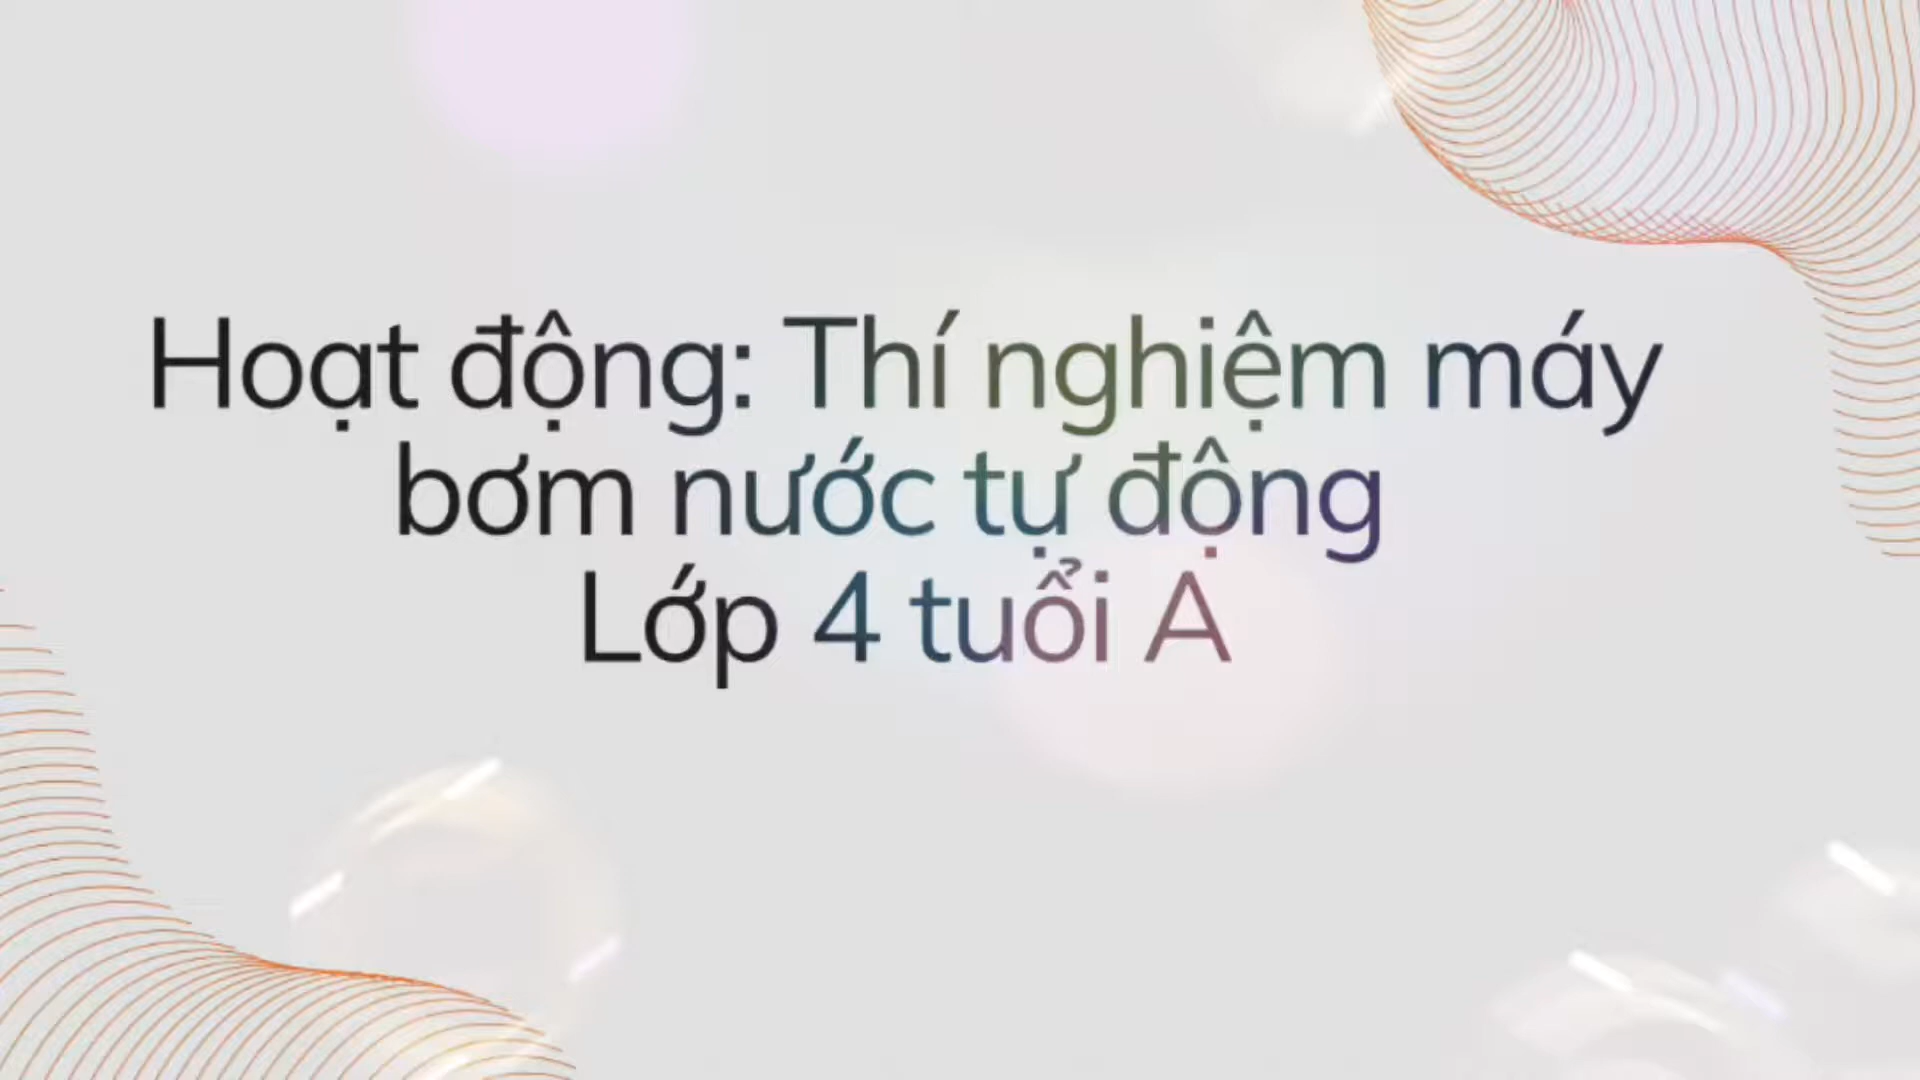 Hoạt động: Thí nghiệm máy
bơm nước tự động
Lớp 4 tuổi A